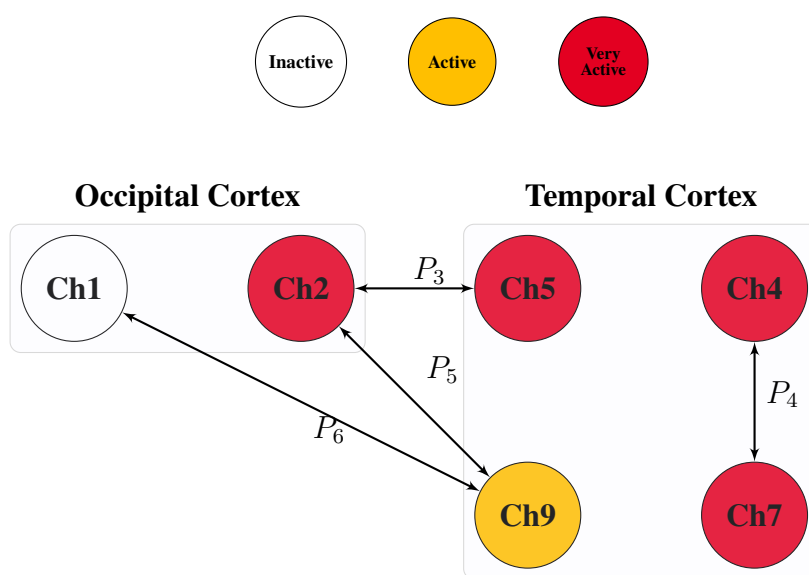 Inactive
Active
Very
Active
Occipital Cortex
Temporal Cortex
Ch1
Ch2
P3
Ch5
Ch4
P5
P4
P6
Ch9
Ch7